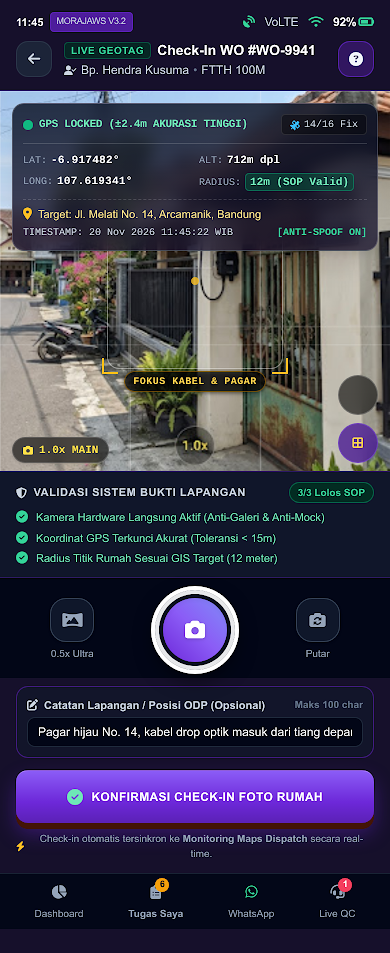 11:45 MORAJAWS V3.2 VoLTE 92%
LIVE GEOTAG Check-In WO #WO-9941
Bp. Hendra Kusuma • FTTH 100M
GPS LOCKED (±2.4m AKURASI TINGGI) 14/16 Fix
LAT: -6.917482° ALT: 712m dpl
LONG: 107.619341° RADIUS: 12m (SOP Valid)
Target: Jl. Melati No. 14, Arcamanik, Bandung
TIMESTAMP: 20 Nov 2026 11:45:22 WIB [ANTI-SPOOF ON]
FOKUS KABEL & PAGAR
1.0x MAIN 1.0x
VALIDASI SISTEM BUKTI LAPANGAN 3/3 Lolos SOP
Kamera Hardware Langsung Aktif (Anti-Galeri & Anti-Mock)
Koordinat GPS Terkunci Akurat (Toleransi < 15m)
Radius Titik Rumah Sesuai GIS Target (12 meter)
0.5x Ultra Putar
Catatan Lapangan / Posisi ODP (Opsional) Maks 100 char
Pagar hijau No. 14, kabel drop optik masuk dari tiang depan
KONFIRMASI CHECK-IN FOTO RUMAH
Check-in otomatis tersinkron ke Monitoring Maps Dispatch secara real-
time.
6 1
Dashboard Tugas Saya WhatsApp Live QC